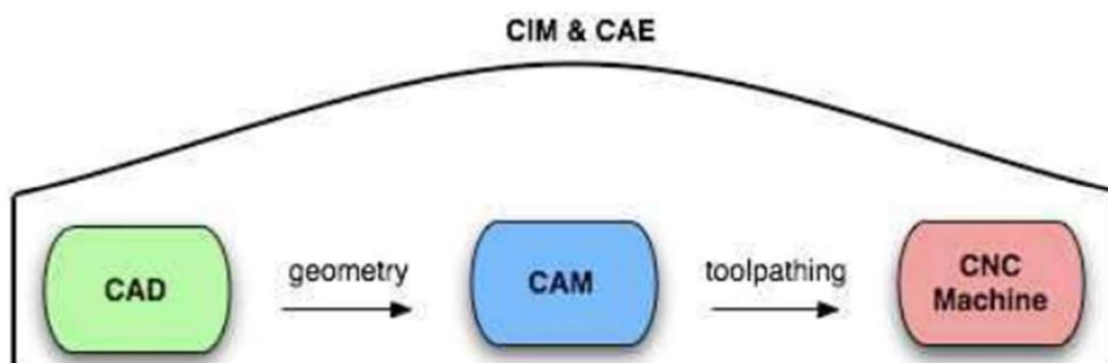 CIM & CAE
CAD
geometry
CAM
toolpathing
CNC
Machine